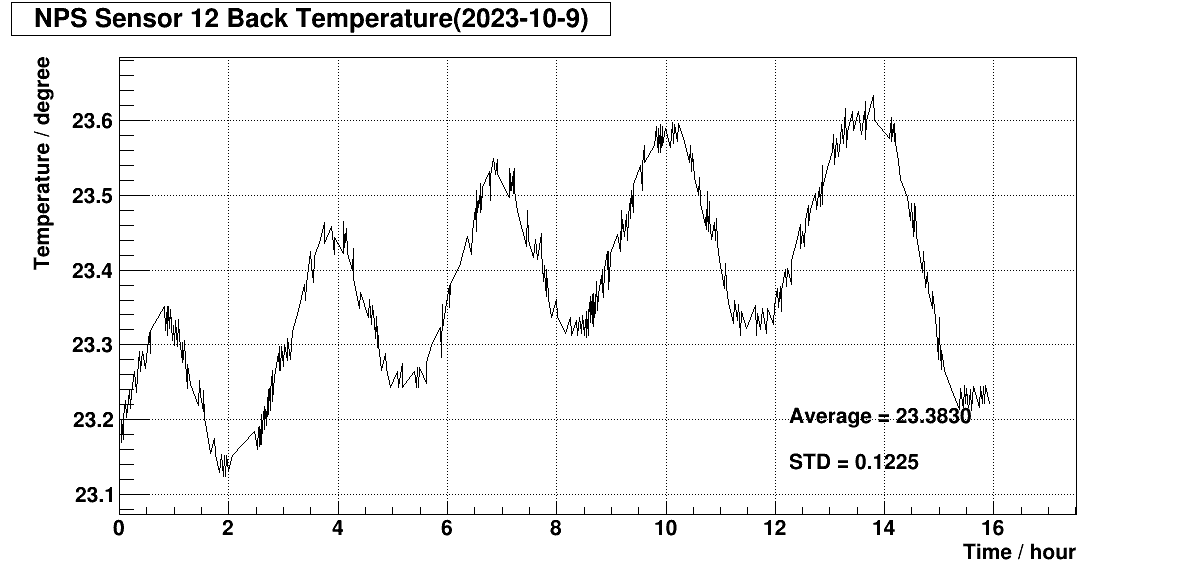 NPS Sensor 12 Back Temperature(2023-10-9)
Temperature / degree
23.6
23.5
23.4
23.3
23.2
23.1
Average = 23.3830
STD = 0.1225
0 2 4 6 8 10 12 14 16
Time / hour